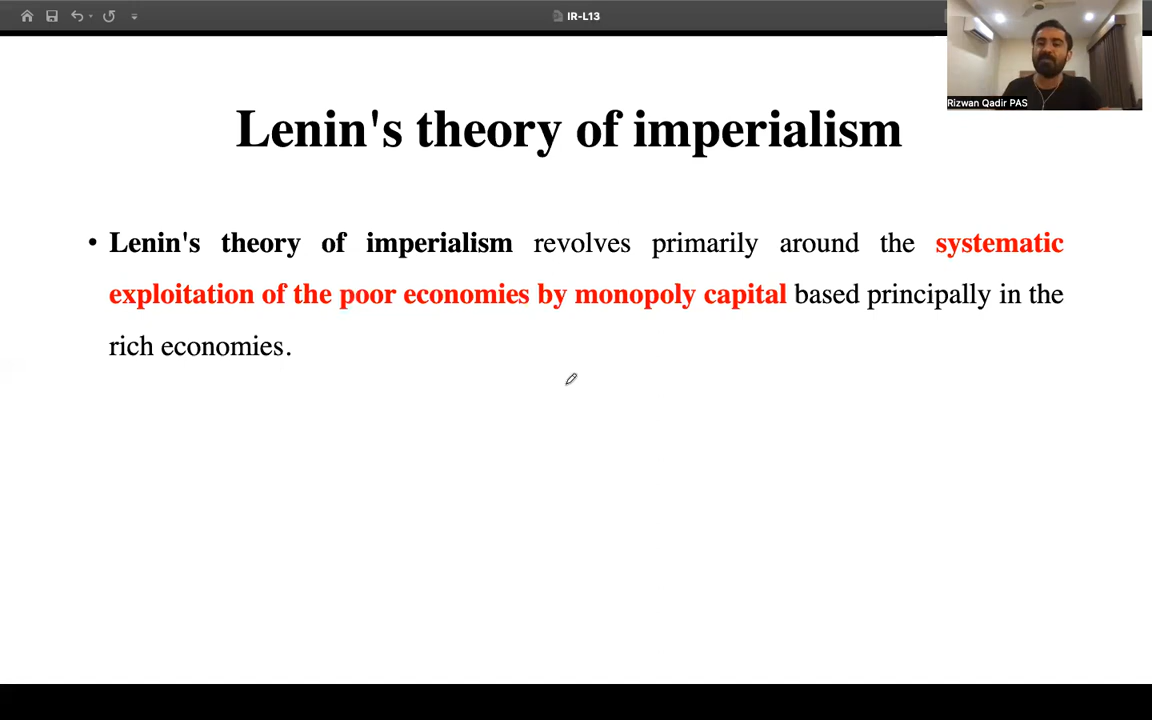 IR-L13
Rizwan Qadir PAS
Lenin's theory of imperialism
• Lenin's theory of imperialism revolves primarily around the systematic
exploitation of the poor economies by monopoly capital based principally in the
rich economies.